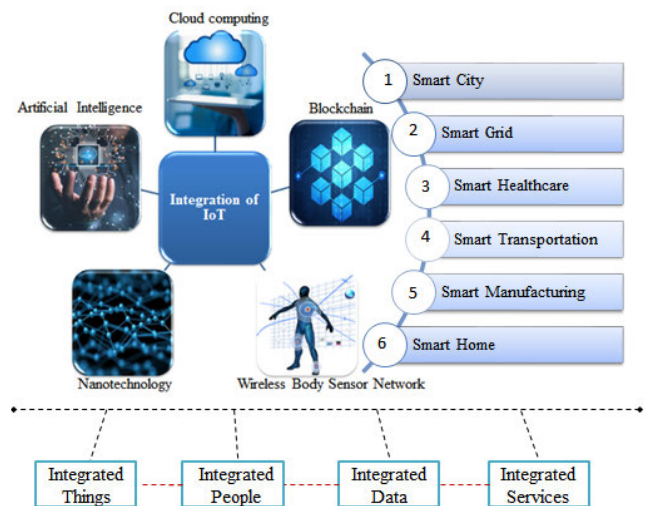 Cloud computing
Artificial Intelligence
Blockchain
Integration of
IoT
Nanotechnology
Wireless Body Sensor Network
1 Smart City
2 Smart Grid
3 Smart Healthcare
4 Smart Transportation
5 Smart Manufacturing
6 Smart Home
Integrated
Things
Integrated
People
Integrated
Data
Integrated
Services